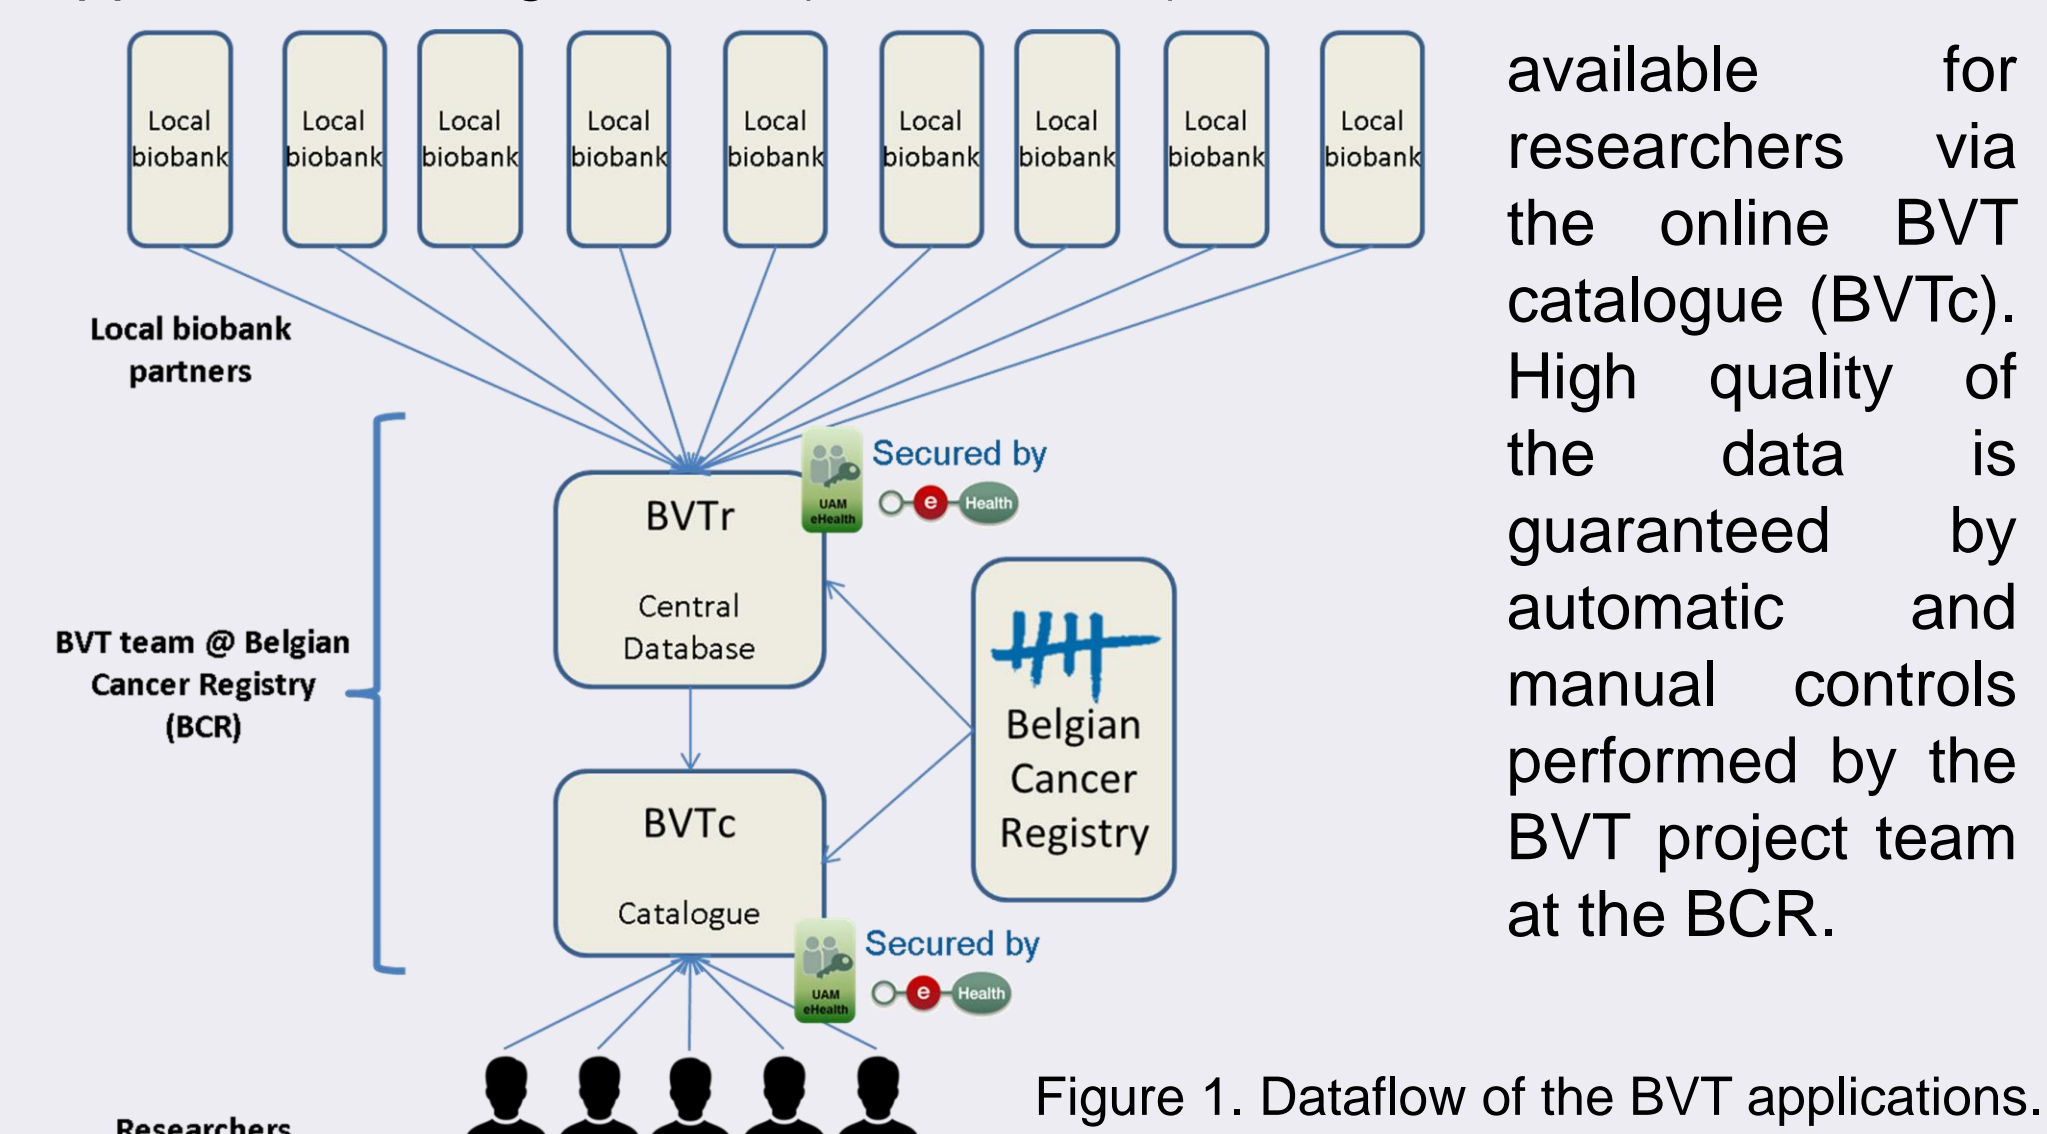 Local biobank
Local biobank
Local biobank
Local biobank
Local biobank
Local biobank
Local biobank
Local biobank
Local biobank
Local biobank
partners
BVTr
Central
Database
UAM
eHealth
Secured by
e Health
BVT team @ Belgian
Cancer Registry
(BCR)
Belgian
Cancer
Registry
BVTc
Catalogue
UAM
eHealth
Secured by
e Health
Researchers
available for
researchers via
the online BVT
catalogue (BVTc).
High quality of
the data is
guaranteed by
automatic and
manual controls
performed by the
BVT project team
at the BCR.
Figure 1. Dataflow of the BVT applications.